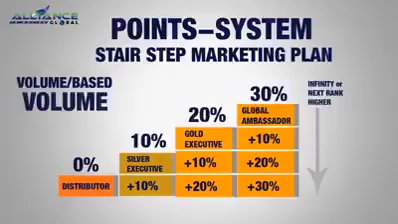 ALLIANCE
GLOBAL
POINTS-SYSTEM
STAIR STEP MARKETING PLAN
VOLUME/BASED
VOLUME
0%
10%
20%
30%
INFINITY or
NEXT RANK
HIGHER
GLOBAL
AMBASSADOR
GOLD
EXECUTIVE
+10%
SILVER
EXECUTIVE
+10%
+20%
DISTRIBUTOR
+10%
+20%
+30%